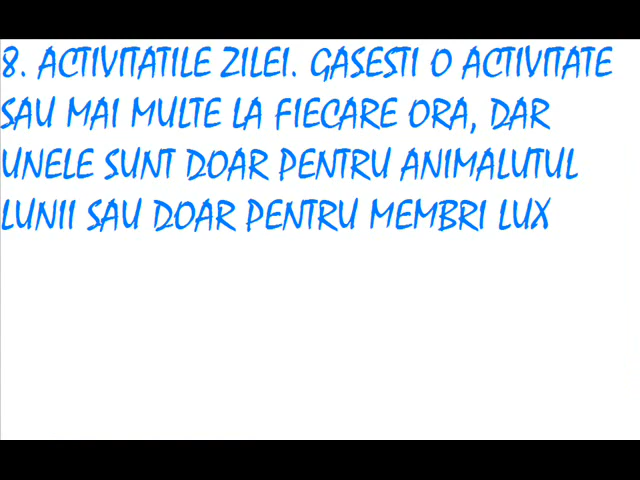 8. ACTIVITATILE ZILEI. GASESTI O ACTIVITATE
SAU MAI MULTE LA FIECARE ORA, DAR
UNELE SUNT DOAR PENTRU ANIMALUTUL
LUNII SAU DOAR PENTRU MEMBRI LUX